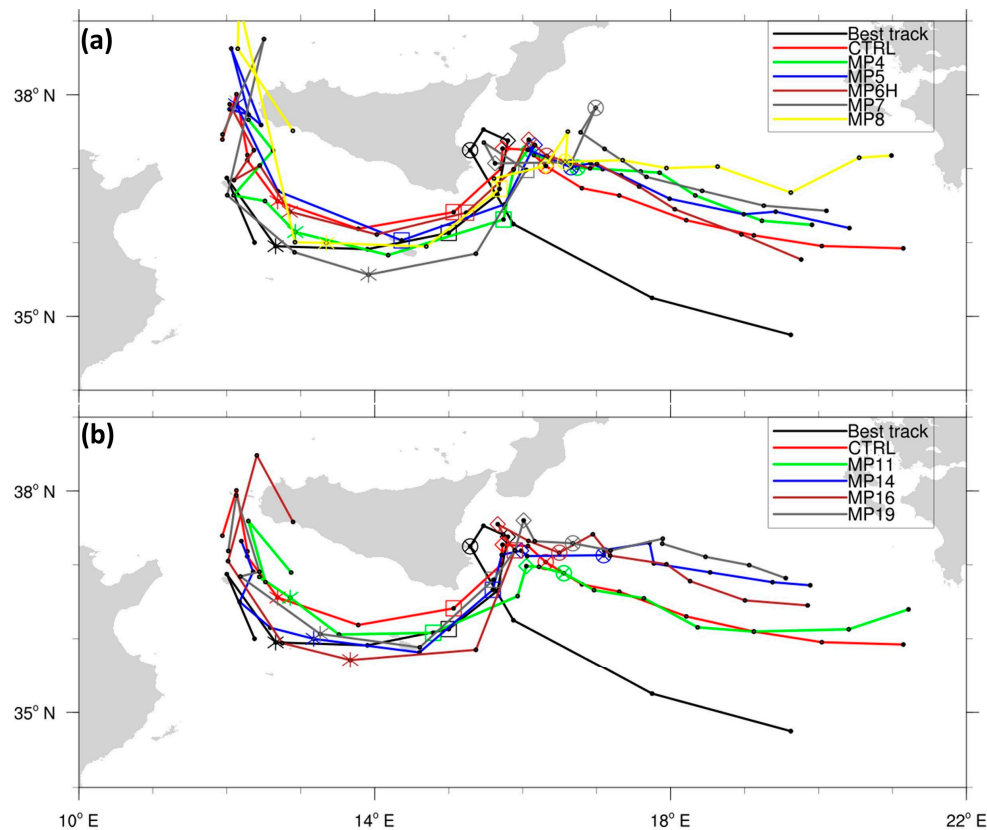 (a)
Best track
CTRL
MP4
MP5
MP6H
MP7
MP8
38° N
35° N
(b)
Best track
CTRL
MP11
MP14
MP16
MP19
38° N
35° N
10° E 14° E 18° E 22° E